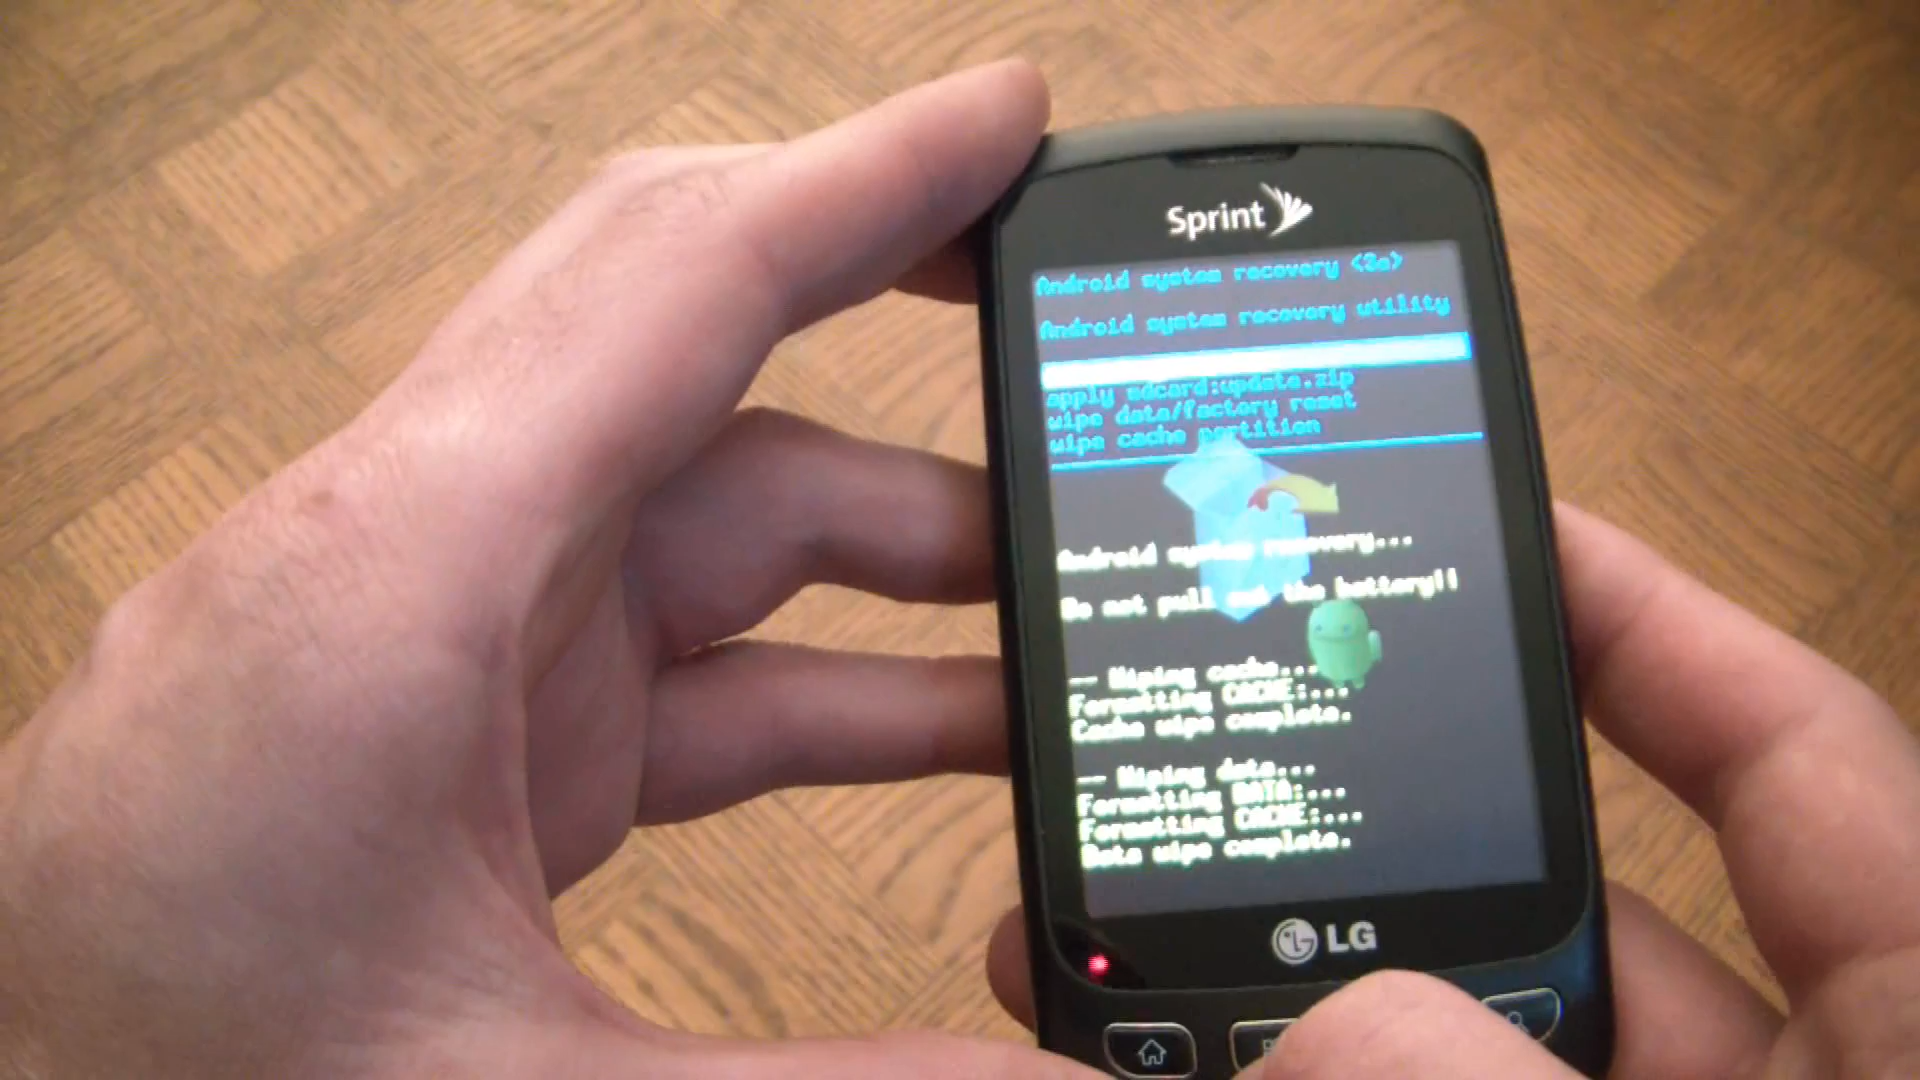 Sprint
Android system recovery <3e>
Android system recovery utility
apply sdcard:update.zip
wipe data/factory reset
wipe cache partition
Android system recovery...
Do not pull out the battery!!
-- Wiping cache...
Formatting CACHE:...
Cache wipe complete.
-- Wiping data...
Formatting DATA:...
Formatting CACHE:...
Data wipe complete.
LG